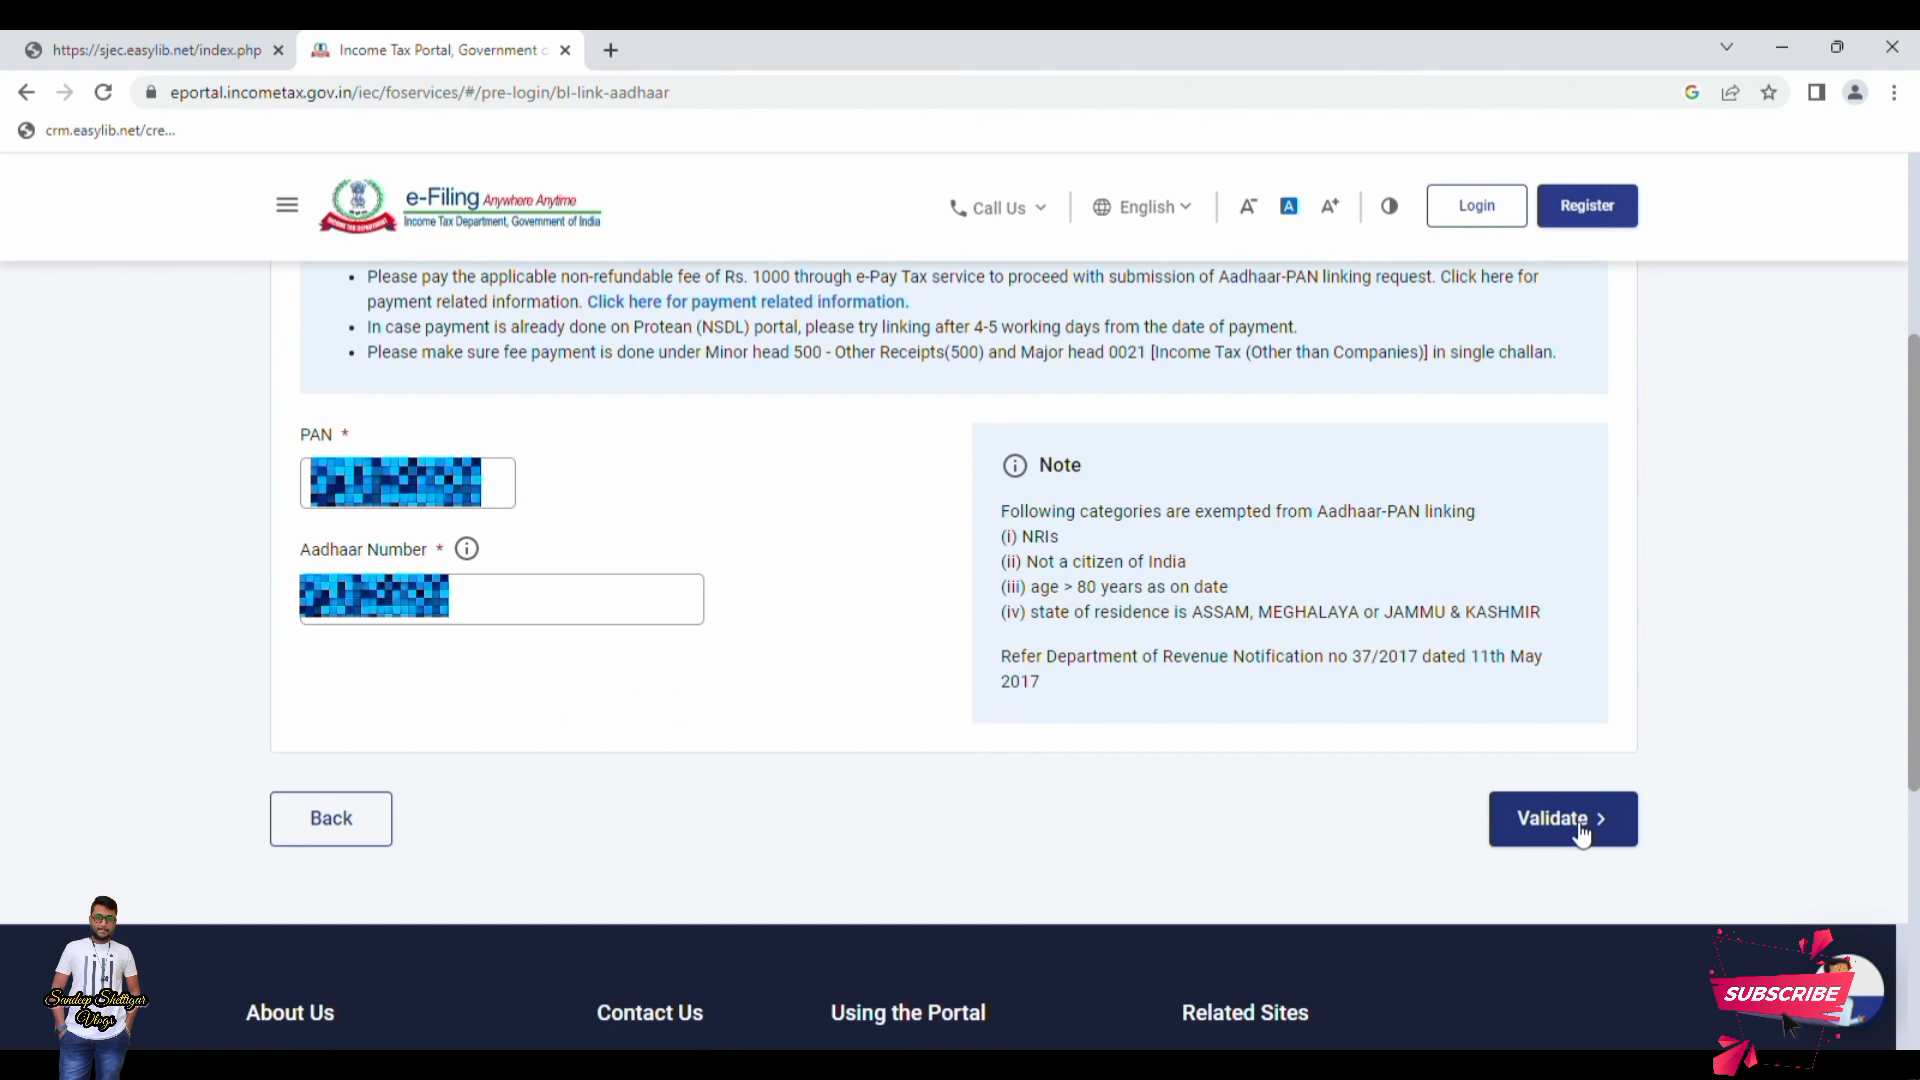 https://sjec.easylib.net/index.php
Income Tax Portal, Government
eportal.incometax.gov.in/iec/foservices/#/pre-login/bl-link-aadhaar
crm.easylib.net/cre...
e-Filing Anywhere Anytime
Income Tax Department, Government of India
Call Us
English
A-
A
A+
Login
Register
Please pay the applicable non-refundable fee of Rs. 1000 through e-Pay Tax service to proceed with submission of Aadhaar-PAN linking request. Click here for
payment related information. Click here for payment related information.
In case payment is already done on Protean (NSDL) portal, please try linking after 4-5 working days from the date of payment.
Please make sure fee payment is done under Minor head 500 - Other Receipts(500) and Major head 0021 [Income Tax (Other than Companies)] in single challan.
PAN *
Aadhaar Number *
Note
Following categories are exempted from Aadhaar-PAN linking
(i) NRIs
(ii) Not a citizen of India
(iii) age > 80 years as on date
(iv) state of residence is ASSAM, MEGHALAYA or JAMMU & KASHMIR
Refer Department of Revenue Notification no 37/2017 dated 11th May
2017
Back
Validate
Sandeep Shettigar
Vlogs
About Us
Contact Us
Using the Portal
Related Sites
SUBSCRIBE